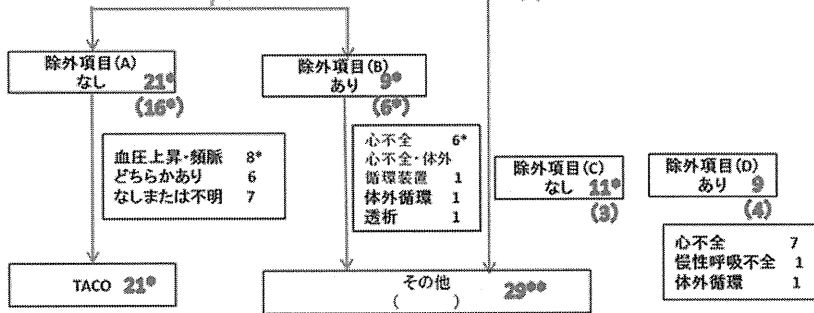 除外項目(A)
なし 21*
(16*)
除外項目(B)
あり 9*
(6*)
血圧上昇・頻脈 8*
どちらかあり 6
なしまたは不明 7
心不全 6*
心不全・体外
循環装置 1
体外循環 1
透析 1
除外項目(C)
なし 11*
(3)
除外項目(D)
あり 9
(4)
心不全 7
慢性呼吸不全 1
体外循環 1
TACO 21*
その他 29**
( )